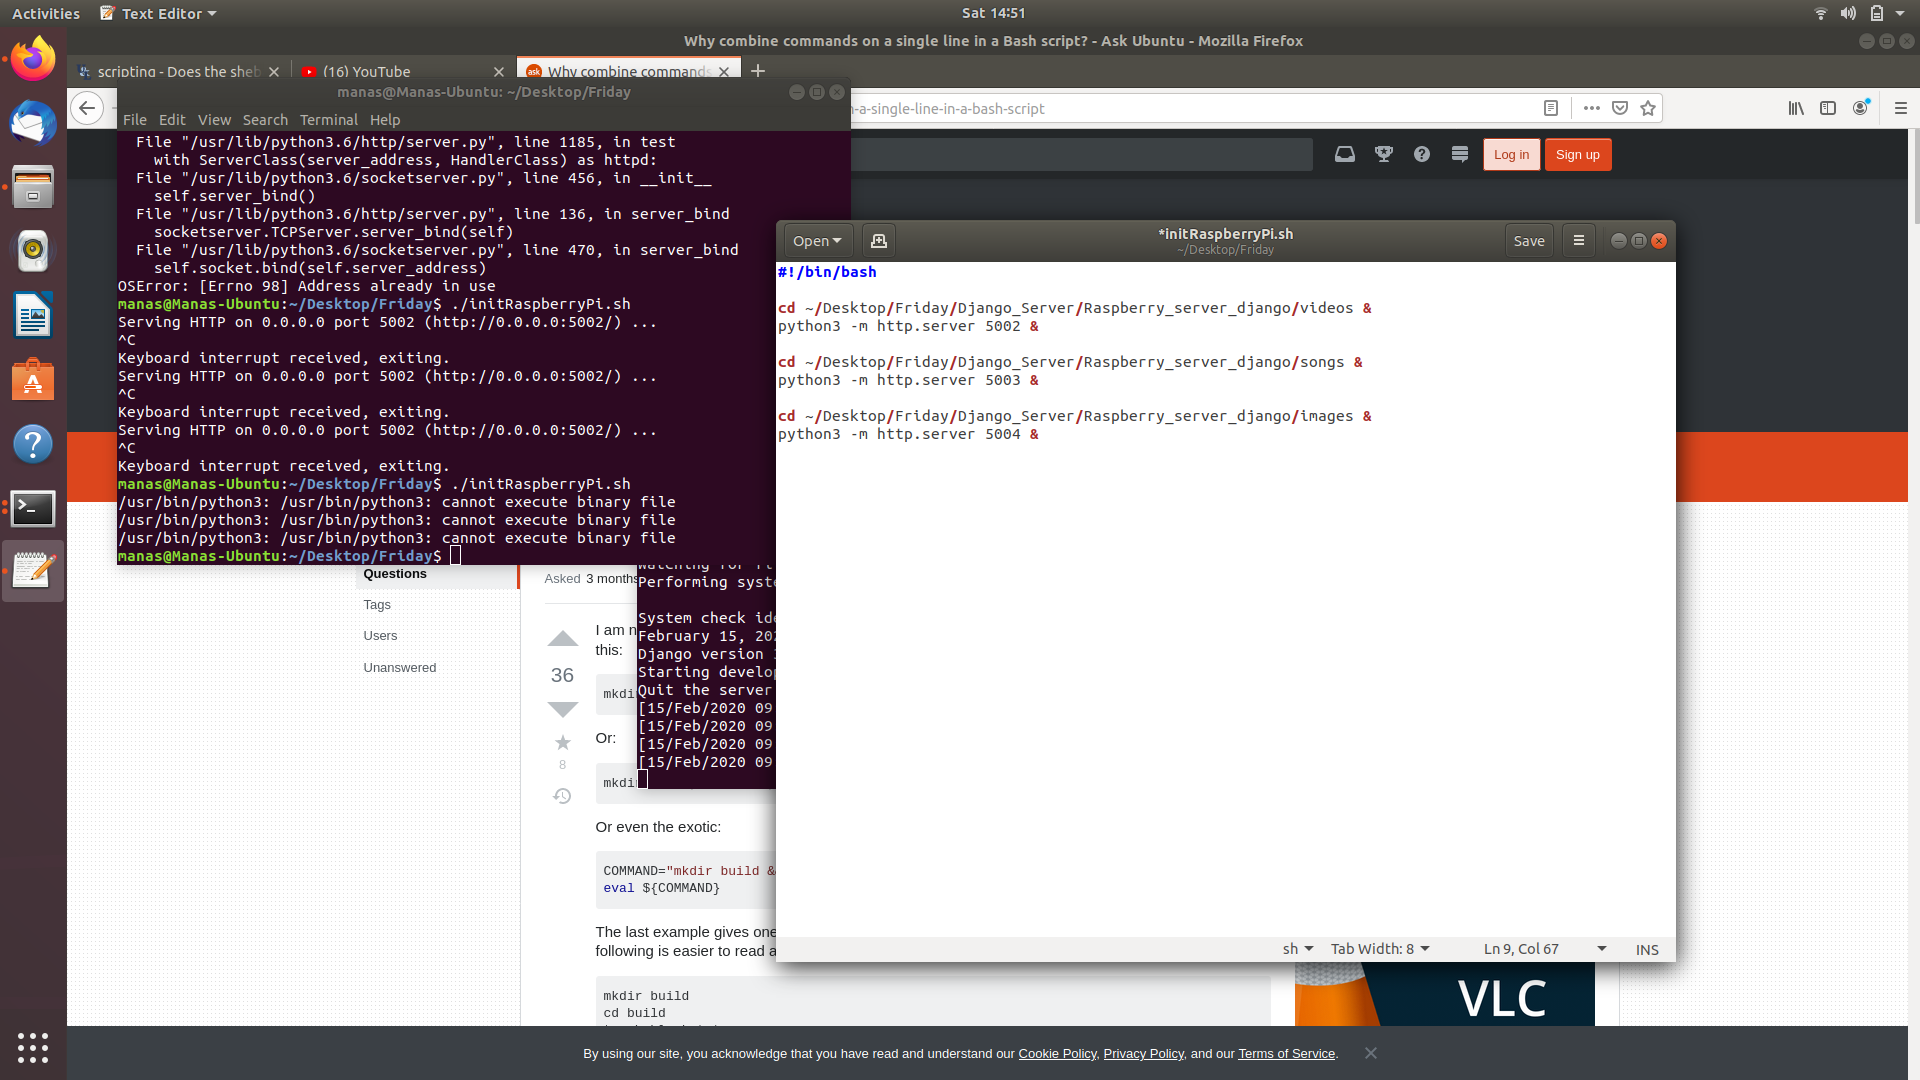 Activities
Text Editor
Sat 14:51
Why combine commands on a single line in a Bash script? - Ask Ubuntu - Mozilla Firefox
scripting - Does the sheb
(16) YouTube
Why combine commands
manas@Manas-Ubuntu: ~/Desktop/Friday
-a-single-line-in-a-bash-script
File Edit View Search Terminal Help
Log in
Sign up
File "/usr/lib/python3.6/http/server.py", line 1185, in test
with ServerClass(server_address, HandlerClass) as httpd:
File "/usr/lib/python3.6/socketserver.py", line 456, in __init__
self.server_bind()
File "/usr/lib/python3.6/http/server.py", line 136, in server_bind
socketserver.TCPServer.server_bind(self)
File "/usr/lib/python3.6/socketserver.py", line 470, in server_bind
self.socket.bind(self.server_address)
OSError: [Errno 98] Address already in use
manas@Manas-Ubuntu:~/Desktop/Friday$ ./initRaspberryPi.sh
Serving HTTP on 0.0.0.0 port 5002 (http://0.0.0.0:5002/) ...
^C
Keyboard interrupt received, exiting.
Serving HTTP on 0.0.0.0 port 5002 (http://0.0.0.0:5002/) ...
^C
Keyboard interrupt received, exiting.
Serving HTTP on 0.0.0.0 port 5002 (http://0.0.0.0:5002/) ...
^C
Keyboard interrupt received, exiting.
manas@Manas-Ubuntu:~/Desktop/Friday$ ./initRaspberryPi.sh
/usr/bin/python3: /usr/bin/python3: cannot execute binary file
/usr/bin/python3: /usr/bin/python3: cannot execute binary file
/usr/bin/python3: /usr/bin/python3: cannot execute binary file
manas@Manas-Ubuntu:~/Desktop/Friday$
Open
*initRaspberryPi.sh
~/Desktop/Friday
Save
#!/bin/bash
cd ~/Desktop/Friday/Django_Server/Raspberry_server_django/videos &
python3 -m http.server 5002 &
cd ~/Desktop/Friday/Django_Server/Raspberry_server_django/songs &
python3 -m http.server 5003 &
cd ~/Desktop/Friday/Django_Server/Raspberry_server_django/images &
python3 -m http.server 5004 &
sh
Tab Width: 8
Ln 9, Col 67
INS
Questions
Tags
Users
Unanswered
Asked 3 months
Performing syste
System check ide
February 15, 202
Django version
Starting develop
Quit the server
[15/Feb/2020 09
[15/Feb/2020 09
[15/Feb/2020 09
[15/Feb/2020 09
36
8
I am n
this:
mkdi
Or:
mkdi
Or even the exotic:
COMMAND="mkdir build &
eval ${COMMAND}
The last example gives one
following is easier to read a
mkdir build
cd build
VLC
By using our site, you acknowledge that you have read and understand our Cookie Policy, Privacy Policy, and our Terms of Service.